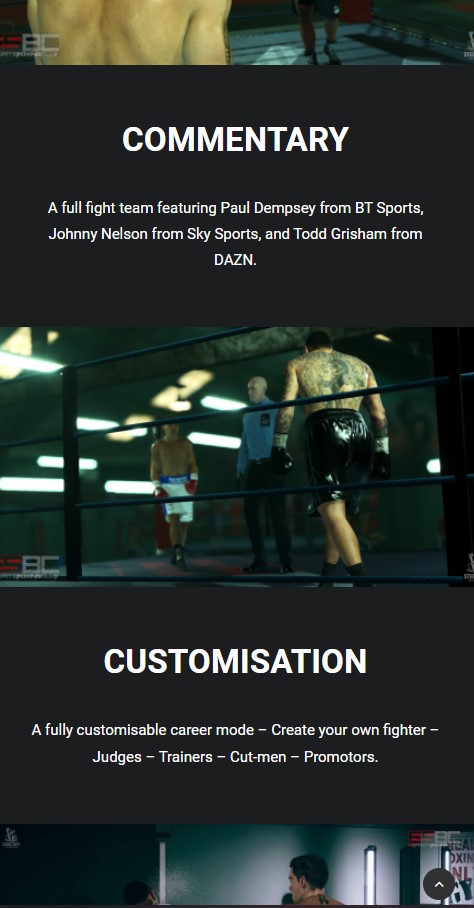 COMMENTARY
A full fight team featuring Paul Dempsey from BT Sports,
Johnny Nelson from Sky Sports, and Todd Grisham from
DAZN.
CUSTOMISATION
A fully customisable career mode – Create your own fighter –
Judges – Trainers – Cut-men – Promotors.